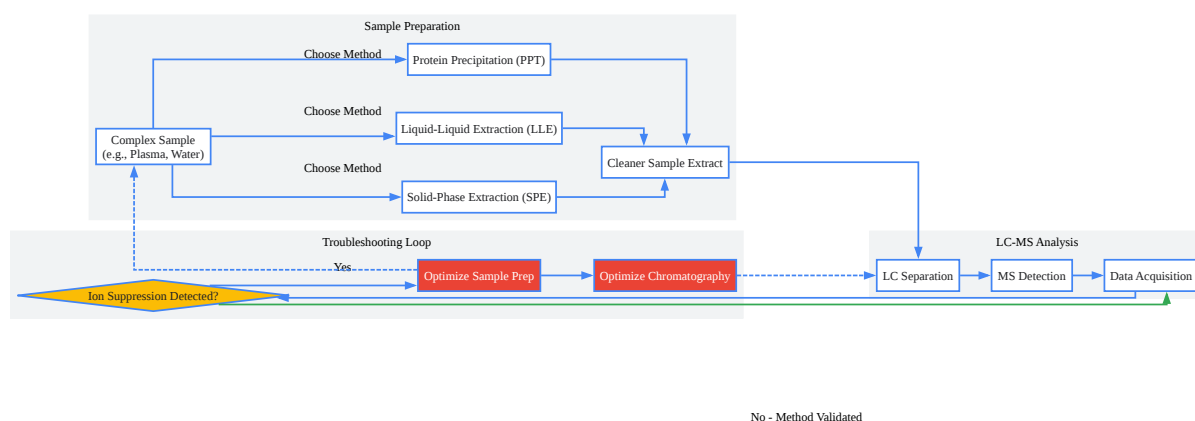 Sample Preparation
Choose Method
Protein Precipitation (PPT)
Choose Method
Liquid-Liquid Extraction (LLE)
Complex Sample
(e.g., Plasma, Water)
Cleaner Sample Extract
Choose Method
Solid-Phase Extraction (SPE)
Troubleshooting Loop
LC-MS Analysis
Yes
Optimize Sample Prep
Optimize Chromatography
LC Separation
MS Detection
Data Acquisition
Ion Suppression Detected?
No - Method Validated